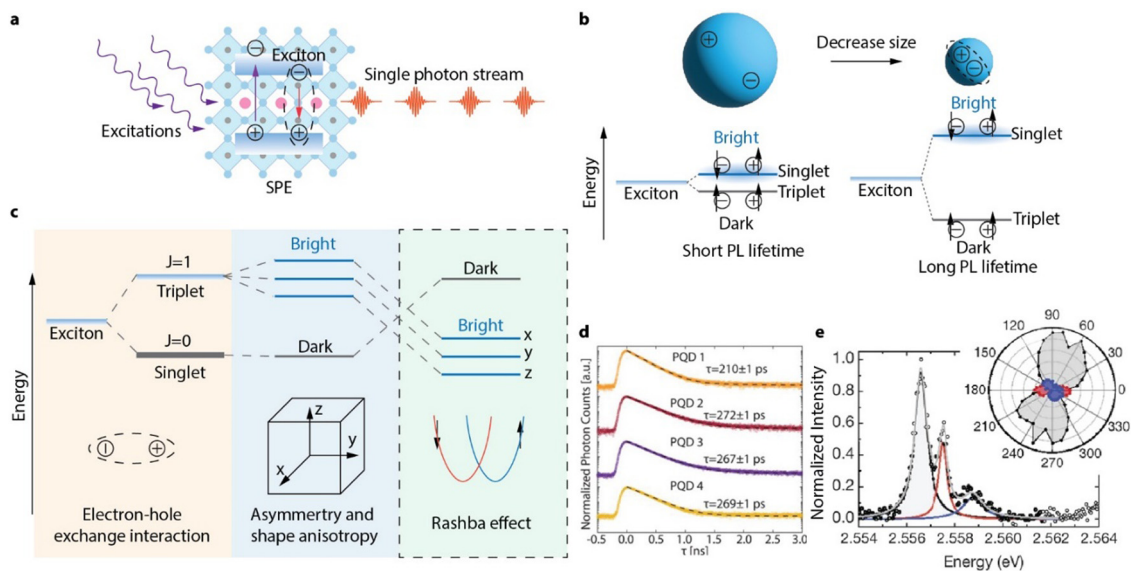 a
Exciton
Single photon stream
Excitations
SPE
b
Decrease size
Energy
Bright
Singlet
Exciton
Triplet
Dark
Short PL lifetime
Bright
Singlet
Exciton
Triplet
Dark
Long PL lifetime
c
Energy
Exciton
J=1
Triplet
J=0
Singlet
Electron-hole
exchange interaction
Bright
Dark
z
y
x
Asymmetry and
shape anisotropy
Dark
Bright
x
y
z
Rashba effect
d
Normalized Photon Counts [a.u.]
PQD 1
τ=210±1 ps
PQD 2
τ=272±1 ps
PQD 3
τ=267±1 ps
PQD 4
τ=269±1 ps
-0.5 0.0 0.5 1.0 1.5 2.0 2.5 3.0
τ [ns]
e
Normalized Intensity
1.0
0.8
0.6
0.4
0.2
0.0
2.554 2.556 2.558 2.560 2.562 2.564
Energy (eV)
90
120 60
150 30
180 0
210 330
240 300
270